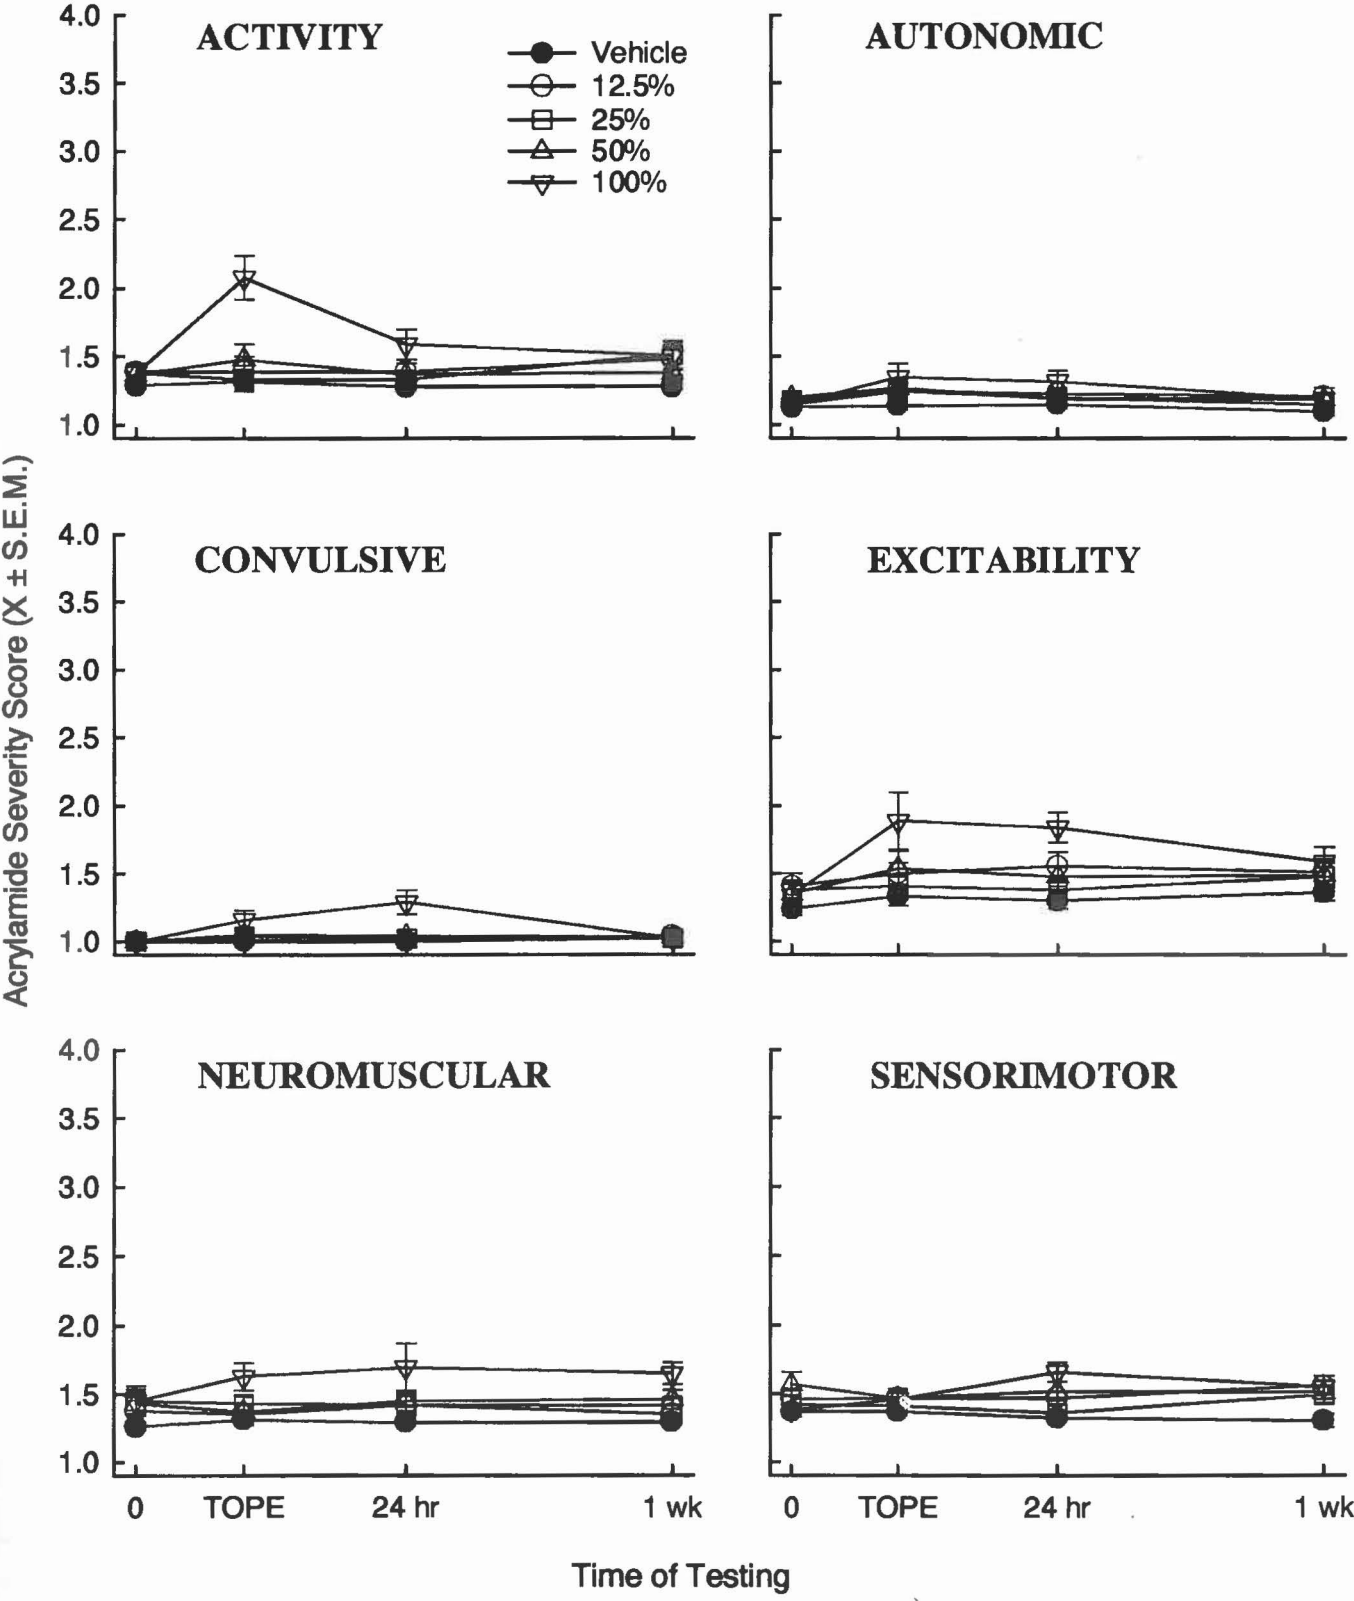 ACTIVITY
Vehicle
12.5%
25%
50%
100%
4.0
3.5
3.0
2.5
2.0
1.5
1.0
AUTONOMIC
Acrylamide Severity Score (X ± S.E.M.)
CONVULSIVE
4.0
3.5
3.0
2.5
2.0
1.5
1.0
EXCITABILITY
NEUROMUSCULAR
4.0
3.5
3.0
2.5
2.0
1.5
1.0
0 TOPE 24 hr 1 wk
SENSORIMOTOR
0 TOPE 24 hr 1 wk
Time of Testing